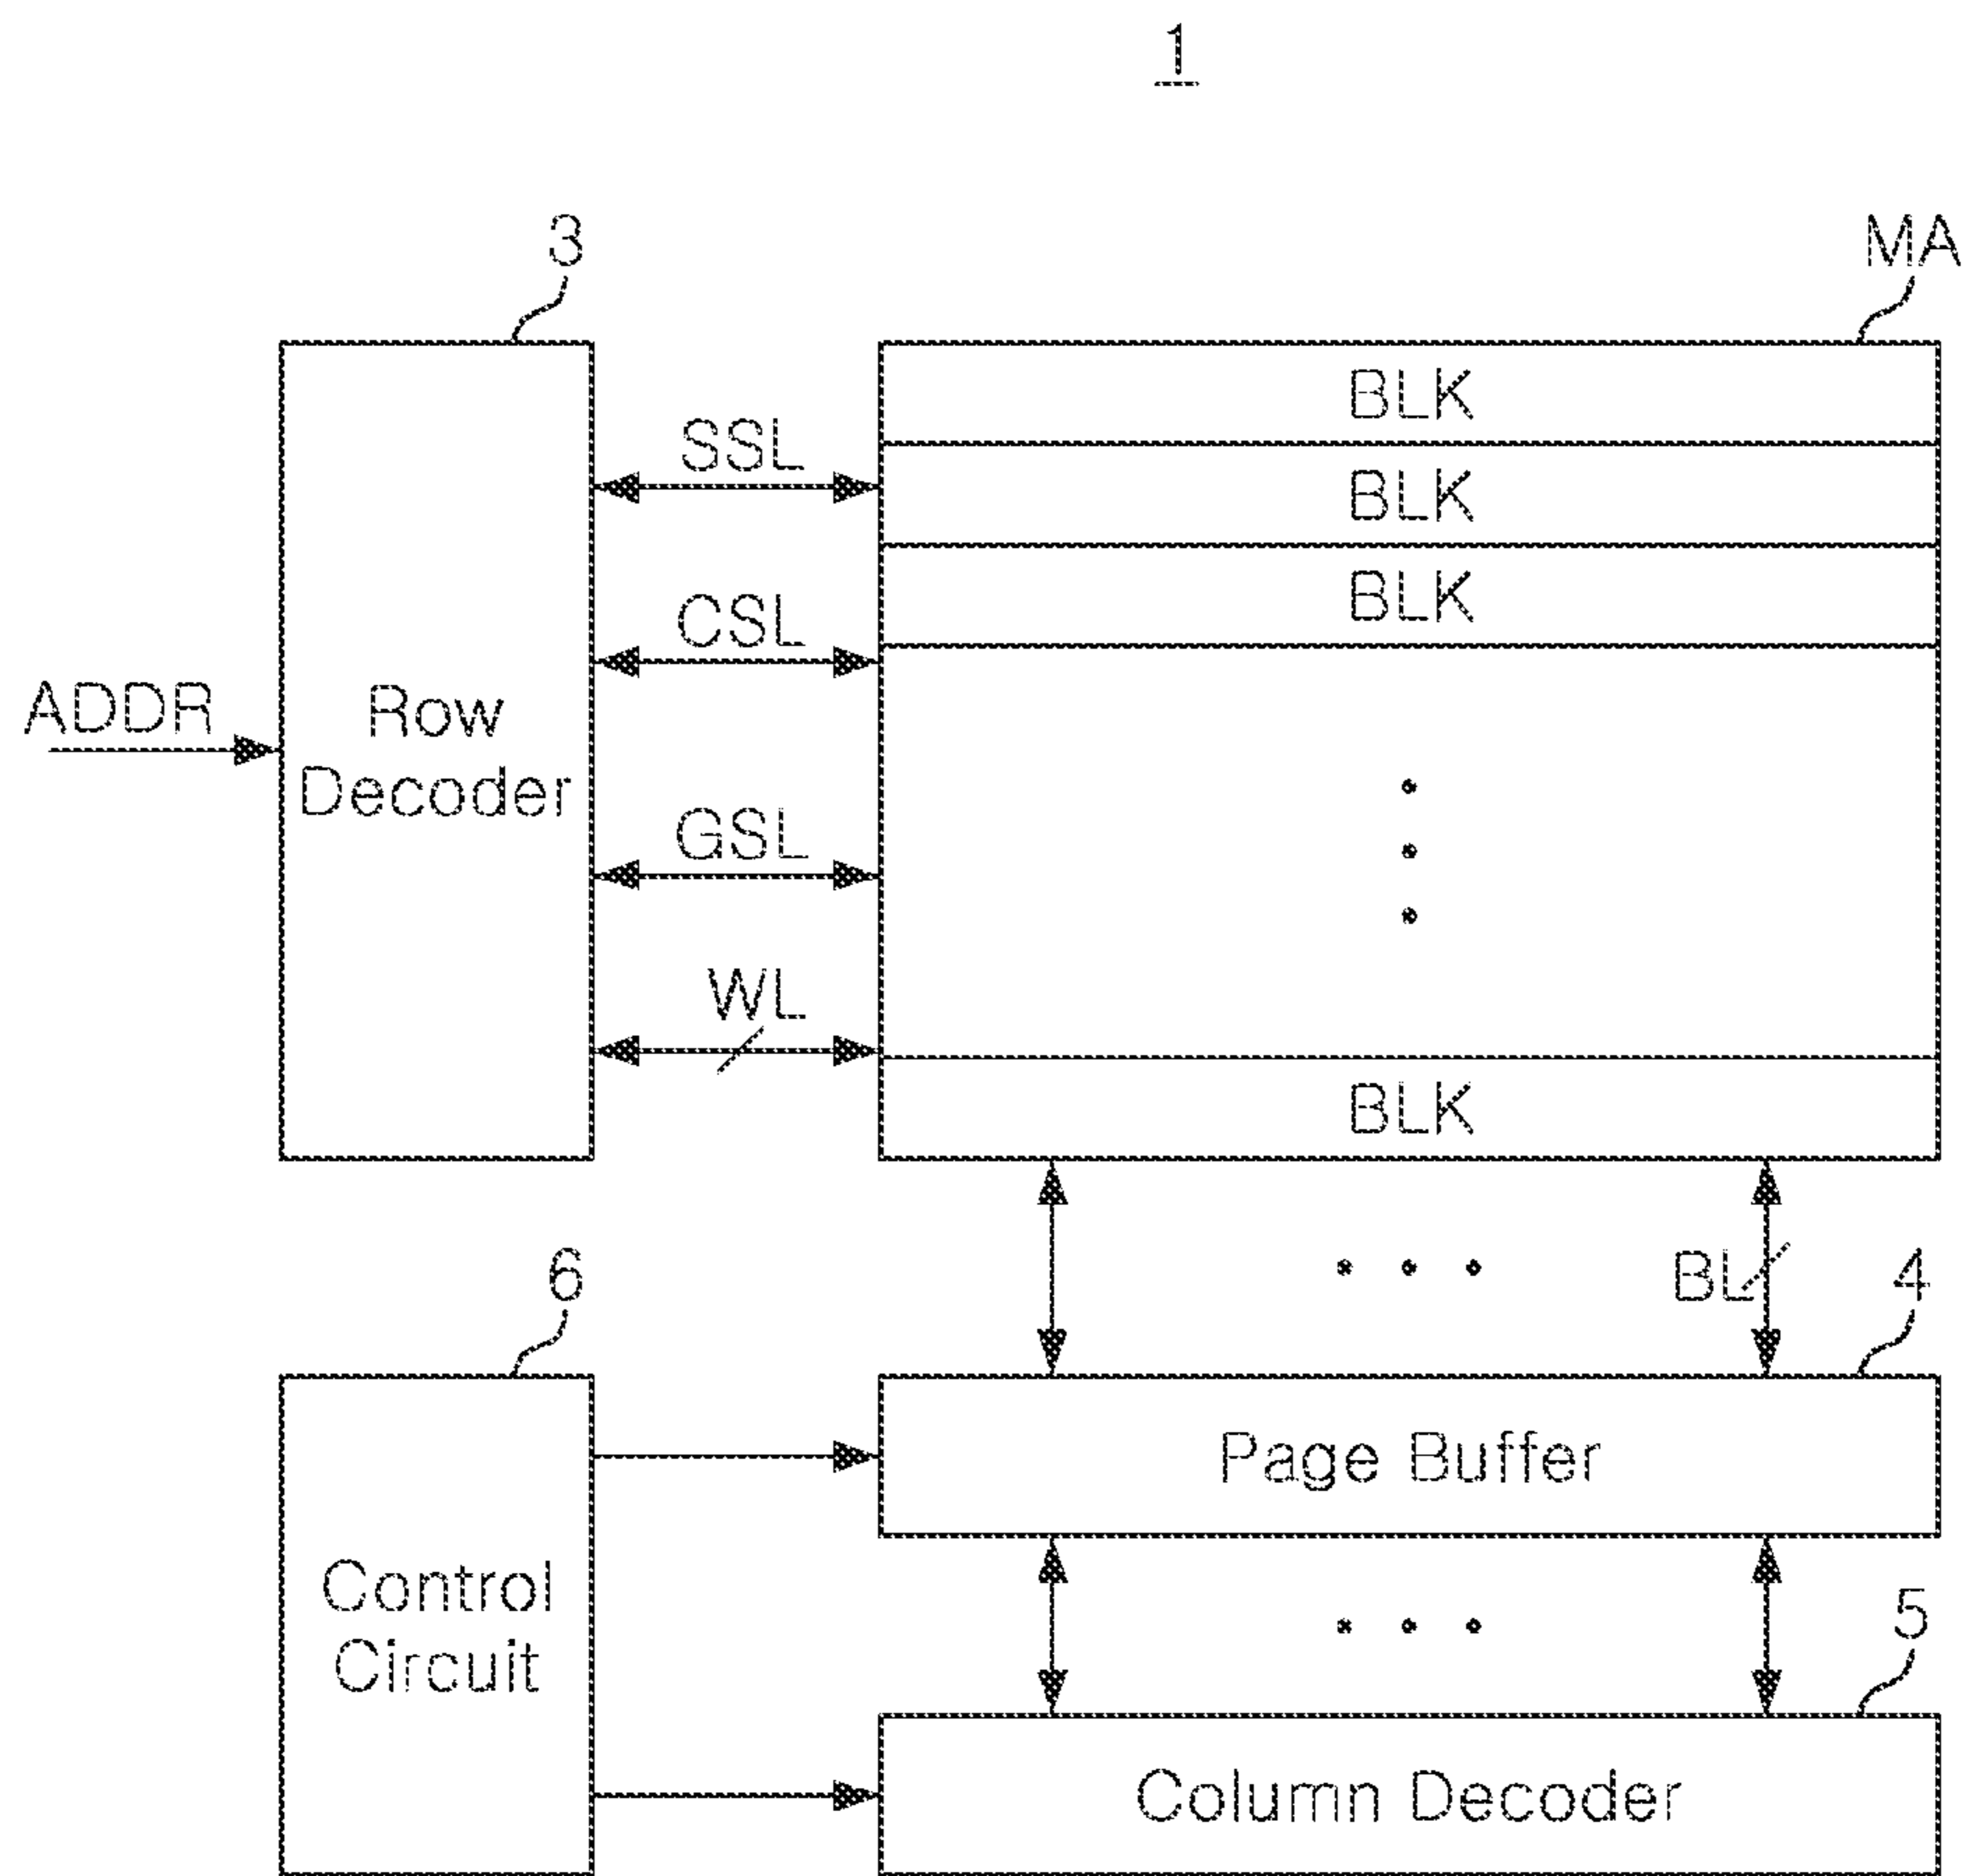 1
3
MA
BLK
SSL
BLK
BLK
CSL
ADDR
Row
Decoder
GSL
WL
BLK
6
BL
4
Page Buffer
Control
Circuit
5
Column Decoder